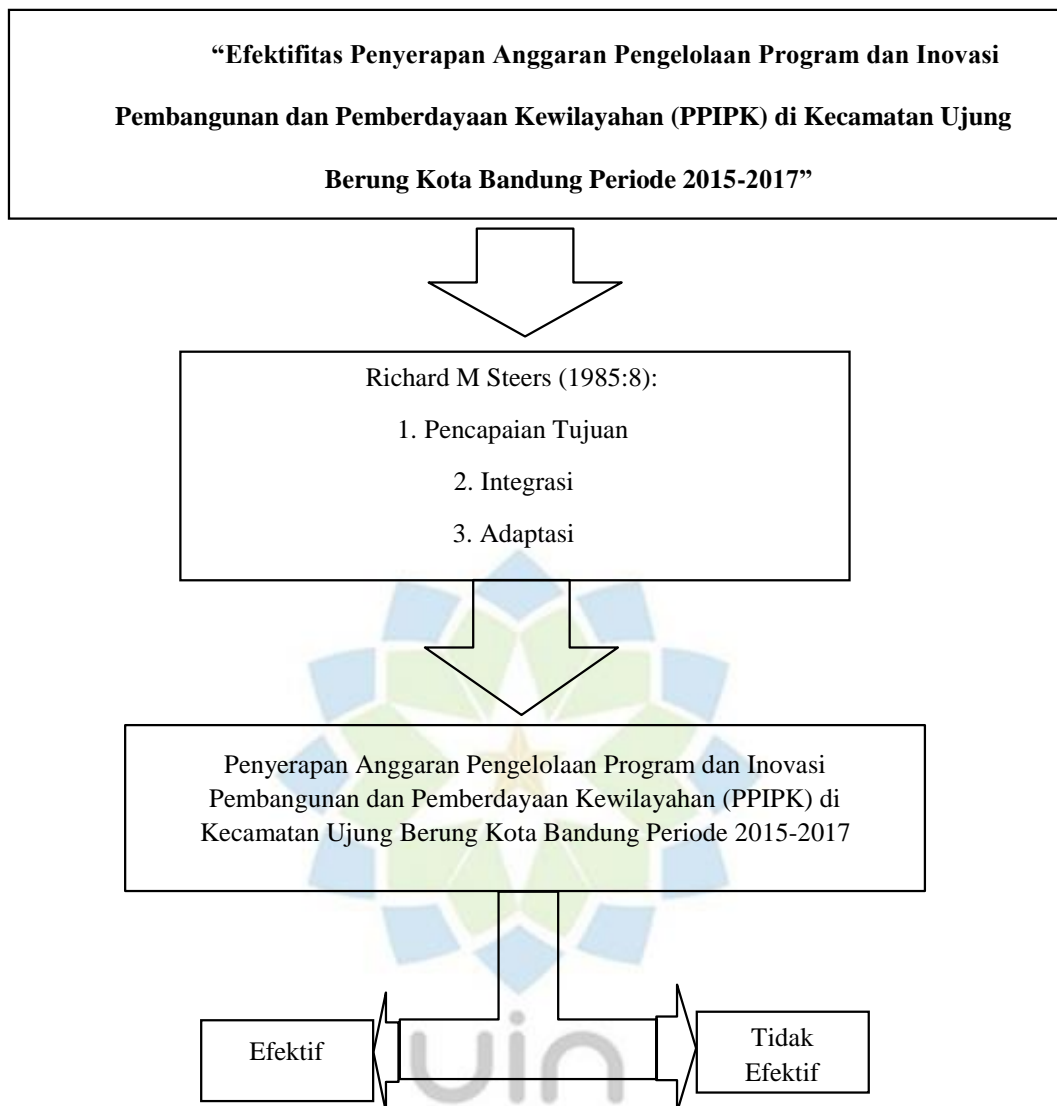 “Efektifitas Penyerapan Anggaran Pengelolaan Program dan Inovasi
Pembangunan dan Pemberdayaan Kewilayahan (PPIPK) di Kecamatan Ujung
Berung Kota Bandung Periode 2015-2017”
Richard M Steers (1985:8):
1. Pencapaian Tujuan
2. Integrasi
3. Adaptasi
Penyerapan Anggaran Pengelolaan Program dan Inovasi
Pembangunan dan Pemberdayaan Kewilayahan (PPIPK) di
Kecamatan Ujung Berung Kota Bandung Periode 2015-2017
Efektif
Tidak
Efektif
uin